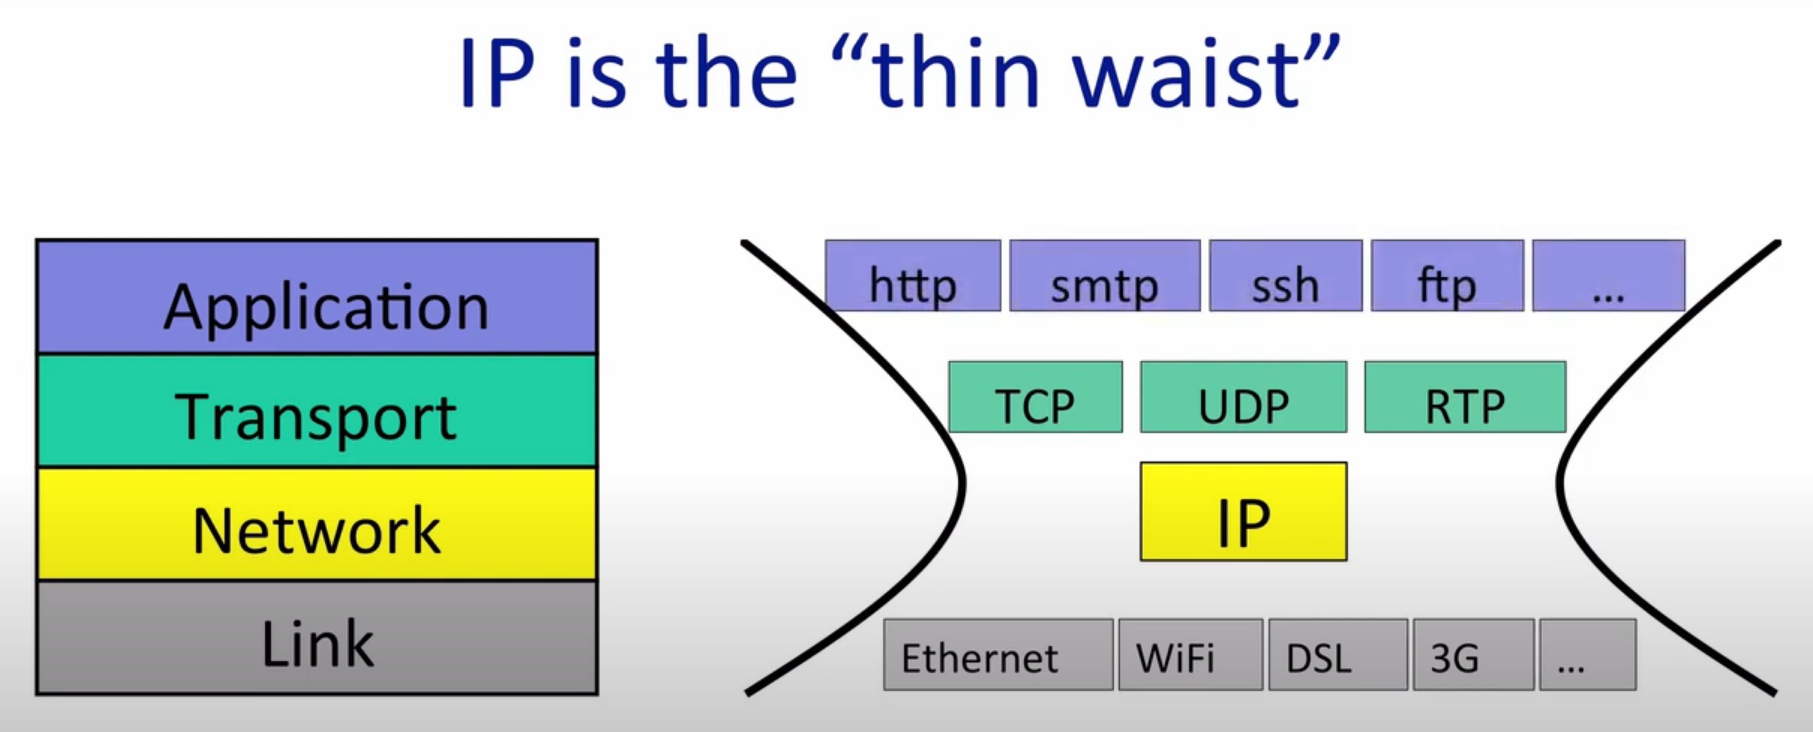 IP is the “thin waist”
Application
Transport
Network
Link
http smtp ssh ftp ...
TCP UDP RTP
IP
Ethernet WiFi DSL 3G ...